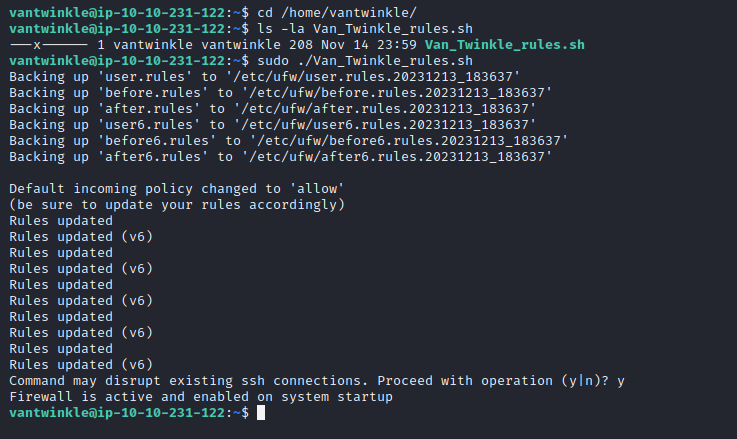 vantwinkle@ip-10-10-231-122:~$ cd /home/vantwinkle/
vantwinkle@ip-10-10-231-122:~$ ls -la Van_Twinkle_rules.sh
---x------ 1 vantwinkle vantwinkle 208 Nov 14 23:59 Van_Twinkle_rules.sh
vantwinkle@ip-10-10-231-122:~$ sudo ./Van_Twinkle_rules.sh
Backing up 'user.rules' to '/etc/ufw/user.rules.20231213_183637'
Backing up 'before.rules' to '/etc/ufw/before.rules.20231213_183637'
Backing up 'after.rules' to '/etc/ufw/after.rules.20231213_183637'
Backing up 'user6.rules' to '/etc/ufw/user6.rules.20231213_183637'
Backing up 'before6.rules' to '/etc/ufw/before6.rules.20231213_183637'
Backing up 'after6.rules' to '/etc/ufw/after6.rules.20231213_183637'
Default incoming policy changed to 'allow'
(be sure to update your rules accordingly)
Rules updated
Rules updated (v6)
Rules updated
Rules updated (v6)
Rules updated
Rules updated (v6)
Rules updated
Rules updated (v6)
Rules updated
Rules updated (v6)
Command may disrupt existing ssh connections. Proceed with operation (y|n)? y
Firewall is active and enabled on system startup
vantwinkle@ip-10-10-231-122:~$